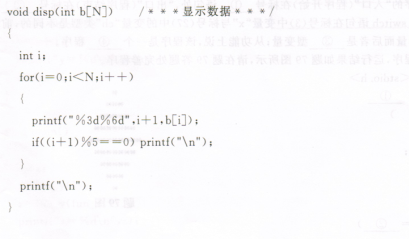 void disp(int b[N])    /＊＊＊显示数据＊＊＊/
{
  int i;
  for(i=0;i<N;i++)
  {
    printf("%3d%6d",i+1,b[i]);
    if((i+1)%5==0) printf("\n");
  }
  printf("\n");
}